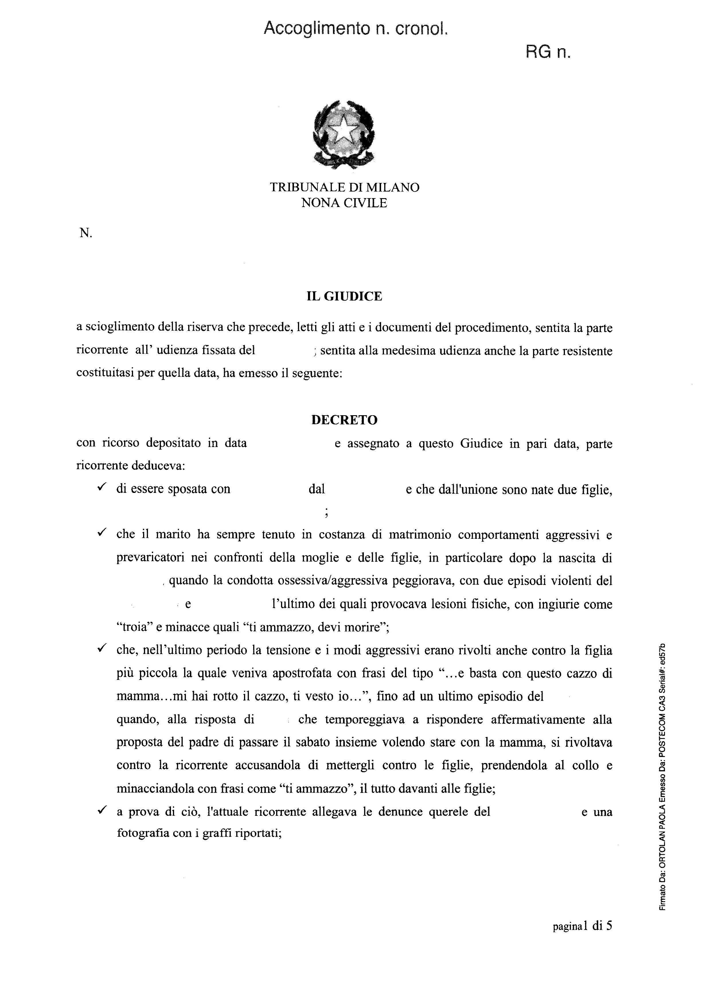 Accoglimento n. cronol.
RG n.
TRIBUNALE DI MILANO
NONA CIVILE
N.
IL GIUDICE
a scioglimento della riserva che precede, letti gli atti e i documenti del procedimento, sentita la parte
ricorrente all' udienza fissata del ; sentita alla medesima udienza anche la parte resistente
costituitasi per quella data, ha emesso il seguente:
DECRETO
con ricorso depositato in data e assegnato a questo Giudice in pari data, parte
ricorrente deduceva:
✓ di essere sposata con dal e che dall'unione sono nate due figlie,
;
✓ che il marito ha sempre tenuto in costanza di matrimonio comportamenti aggressivi e
prevaricatori nei confronti della moglie e delle figlie, in particolare dopo la nascita di
, quando la condotta ossessiva/aggressiva peggiorava, con due episodi violenti del
e l’ultimo dei quali provocava lesioni fisiche, con ingiurie come
“troia” e minacce quali “ti ammazzo, devi morire”;
✓ che, nell’ultimo periodo la tensione e i modi aggressivi erano rivolti anche contro la figlia
più piccola la quale veniva apostrofata con frasi del tipo “…e basta con questo cazzo di
mamma…mi hai rotto il cazzo, ti vesto io…”, fino ad un ultimo episodio del
quando, alla risposta di che temporeggiava a rispondere affermativamente alla
proposta del padre di passare il sabato insieme volendo stare con la mamma, si rivoltava
contro la ricorrente accusandola di mettergli contro le figlie, prendendola al collo e
minacciandola con frasi come “ti ammazzo”, il tutto davanti alle figlie;
✓ a prova di ciò, l'attuale ricorrente allegava le denunce querele del e una
fotografia con i graffi riportati;
pagina1 di 5
Firmato Da: ORTOLAN PAOLA Emesso Da: POSTECOM CA3 Serial#: ed57b